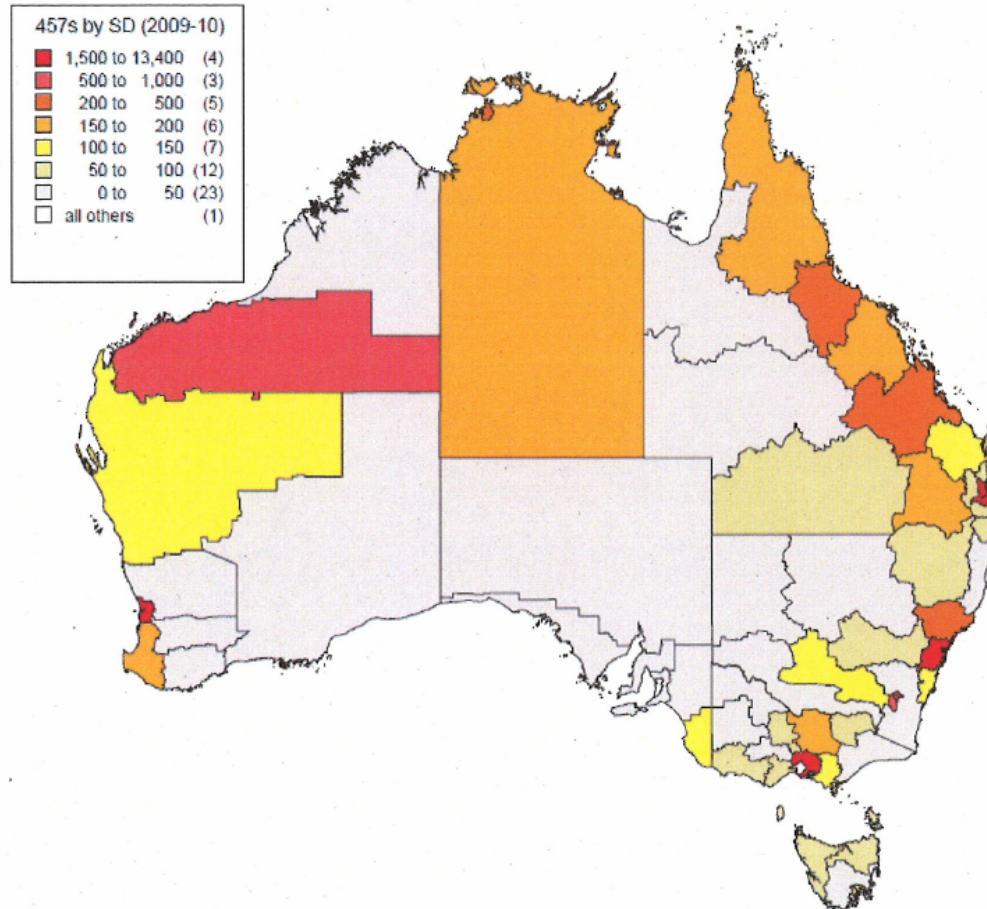 457s by SD (2009-10)
1,500 to 13,400 (4)
500 to 1,000 (3)
200 to 500 (5)
150 to 200 (6)
100 to 150 (7)
50 to 100 (12)
0 to 50 (23)
all others (1)